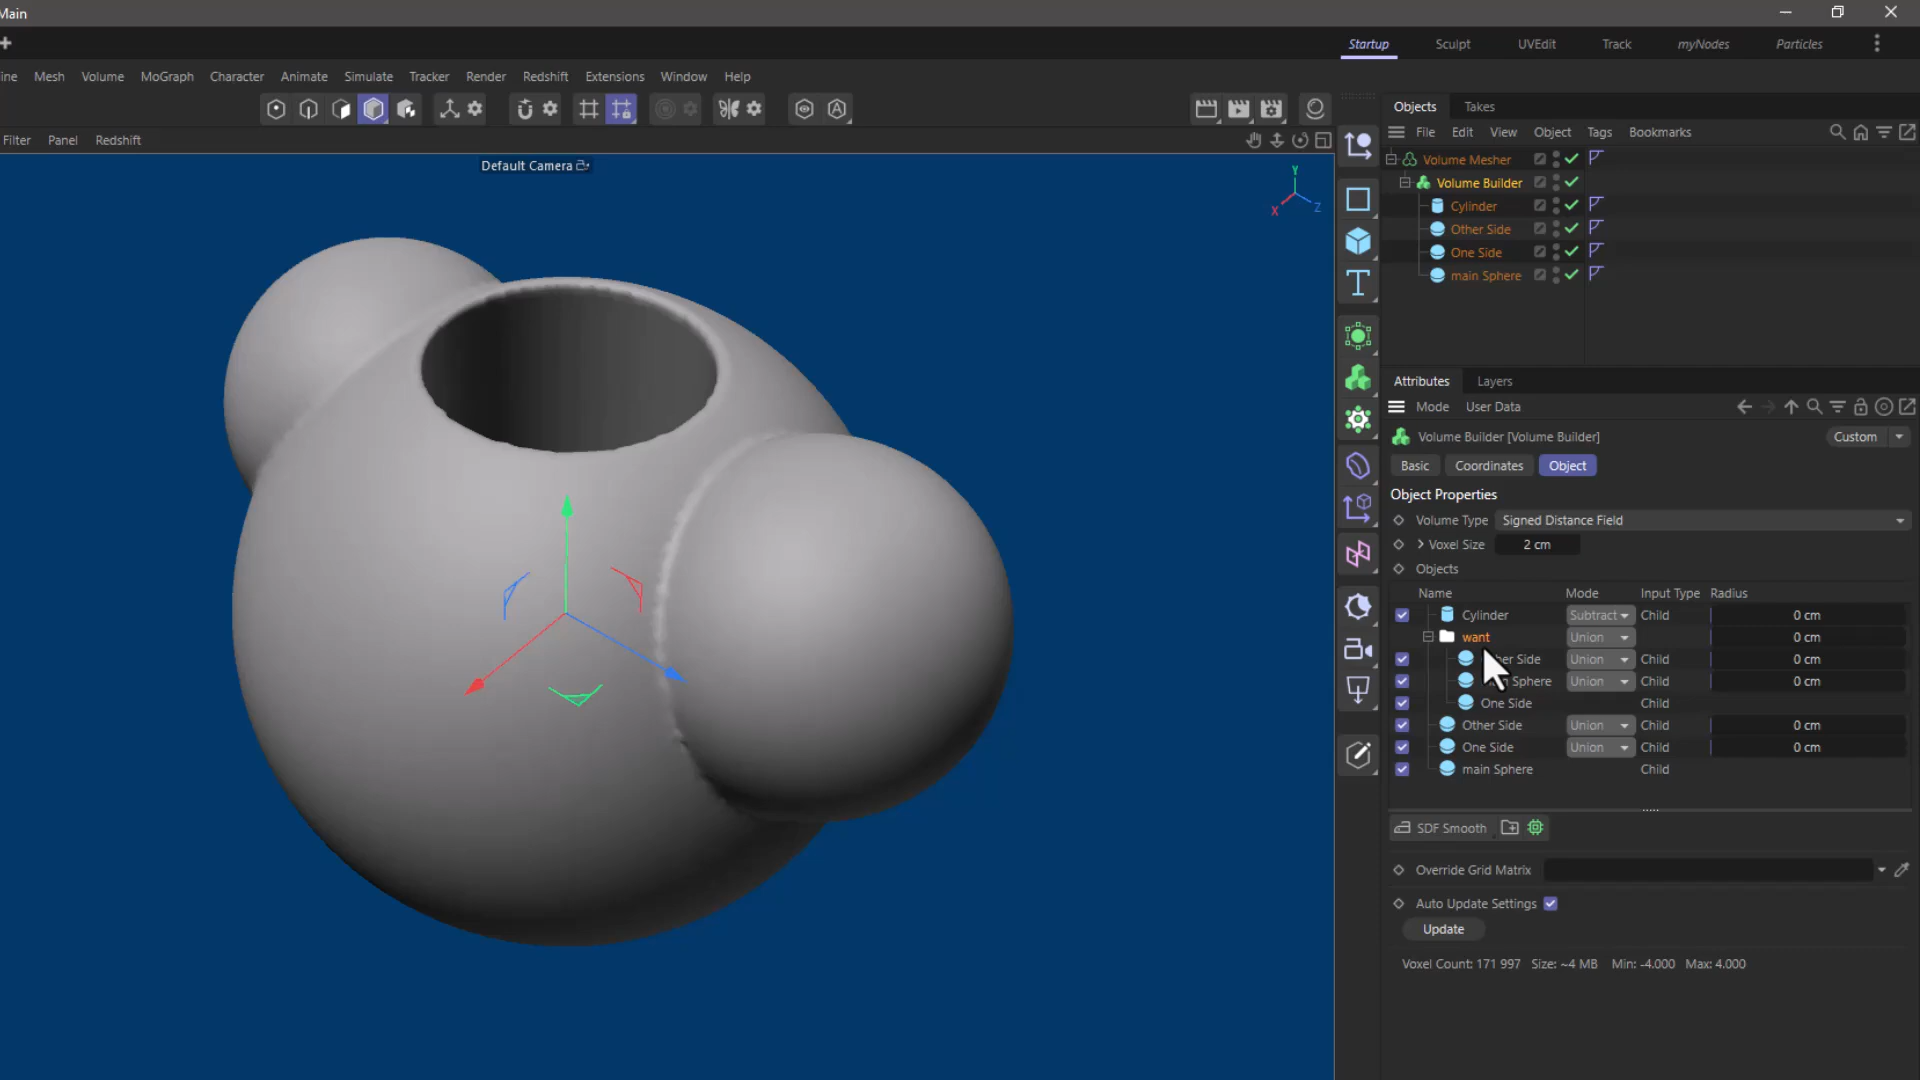 Main
Startup Sculpt UVEdit Track myNodes Particles
ine Mesh Volume MoGraph Character Animate Simulate Tracker Render Redshift Extensions Window Help
Objects Takes
File Edit View Object Tags Bookmarks
Filter Panel Redshift
Default Camera
Y
X Z
Volume Mesher
Volume Builder
Cylinder
Other Side
One Side
main Sphere
Attributes Layers
Mode User Data
Volume Builder [Volume Builder] Custom
Basic Coordinates Object
Object Properties
Volume Type Signed Distance Field
Voxel Size 2 cm
Objects
Name Mode Input Type Radius
Cylinder Subtract Child 0 cm
want Union 0 cm
er Side Union Child 0 cm
Sphere Union Child 0 cm
One Side Child
Other Side Union Child 0 cm
One Side Union Child 0 cm
main Sphere Child
SDF Smooth
Override Grid Matrix
Auto Update Settings
Update
Voxel Count: 171 997 Size: ~4 MB Min: -4.000 Max: 4.000